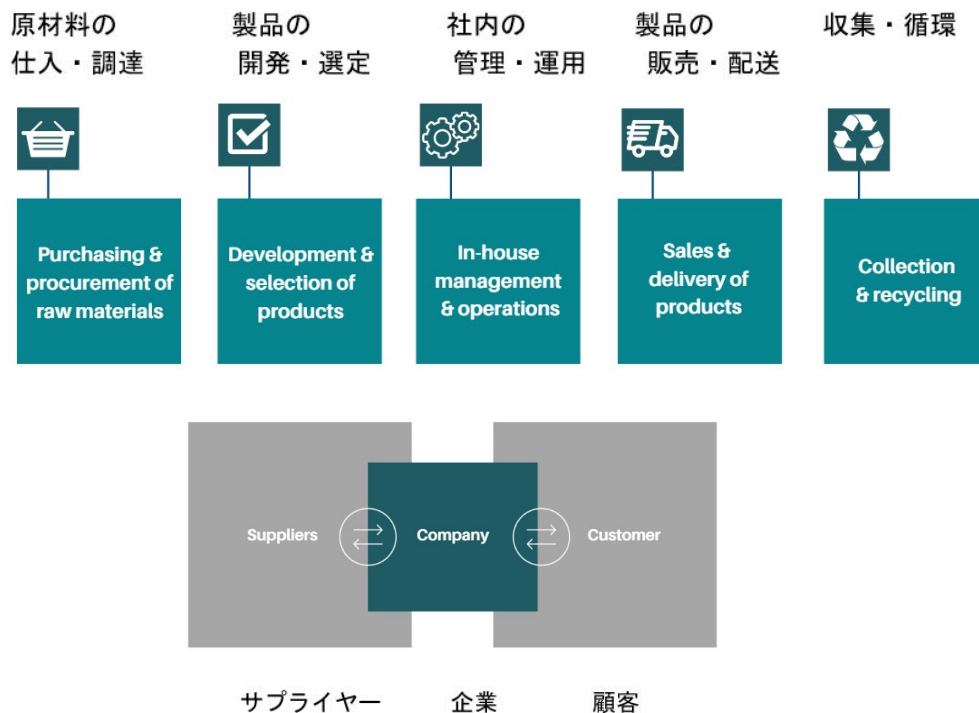 原材料の
仕入・調達
製品の
開発・選定
社内の
管理・運用
製品の
販売・配送
収集・循環
Purchasing &
procurement of
raw materials
Development &
selection of
products
In-house
management
& operations
Sales &
delivery of
products
Collection
& recycling
Suppliers
Company
Customer
サプライヤー
企業
顧客